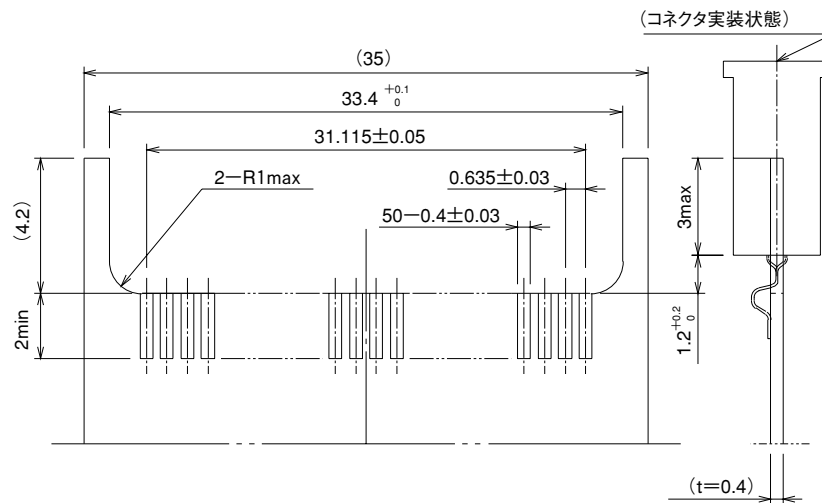 (コネクタ実装状態)
(35)
33.4 +0.1 0
31.115±0.05
2−R1max
0.635±0.03
50−0.4±0.03
(4.2)
3max
2min
1.2 +0.2 0
(t=0.4)